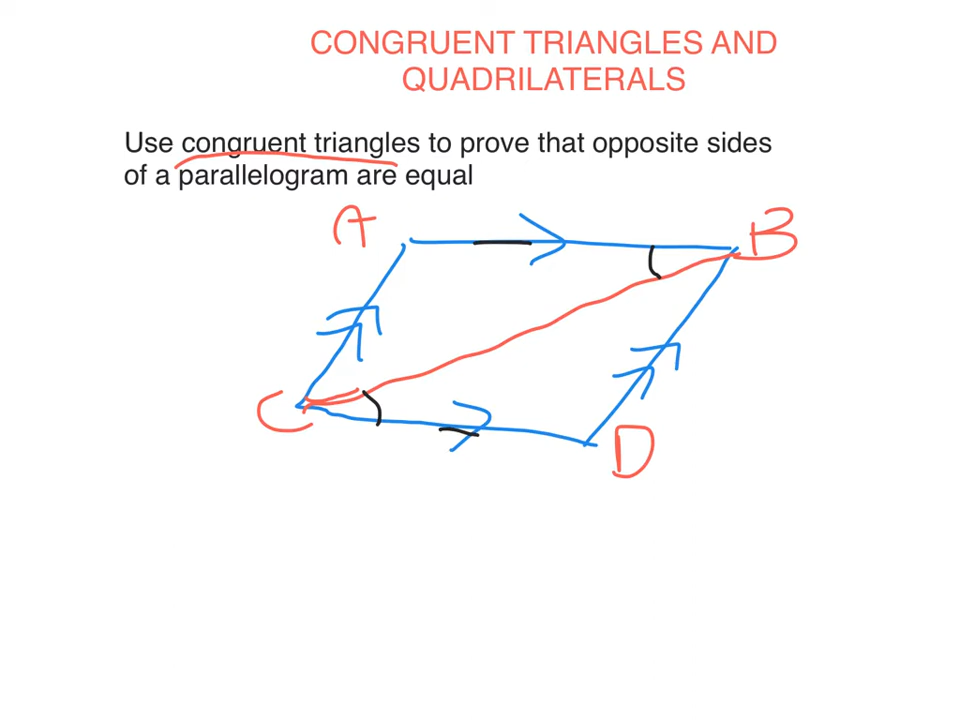 CONGRUENT TRIANGLES AND
QUADRILATERALS
Use congruent triangles to prove that opposite sides
of a parallelogram are equal
A
B
C
D